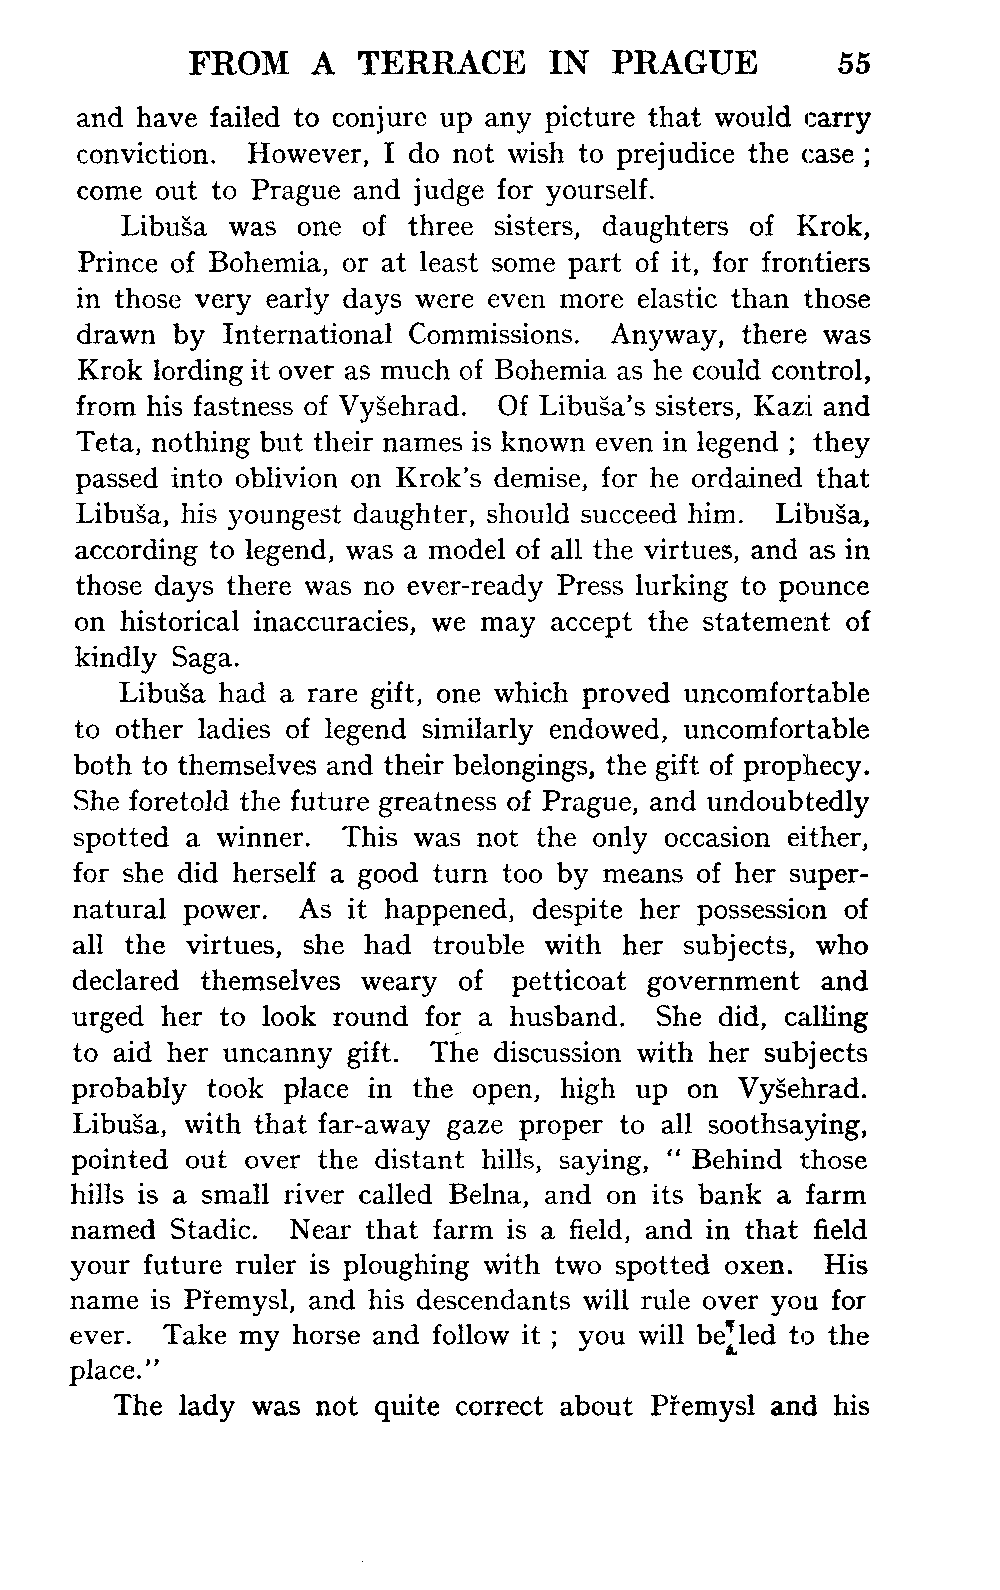 FROM A TERRACE IN PRAGUE 55
and have failed to conjure up any picture that would carry
conviction. However, I do not wish to prejudice the case ;
come out to Prague and judge for yourself.
Libuša was one of three sisters, daughters of Krok,
Prince of Bohemia, or at least some part of it, for frontiers
in those very early days were even more elastic than those
drawn by International Commissions. Anyway, there was
Krok lording it over as much of Bohemia as he could control,
from his fastness of Vyšehrad. Of Libuša's sisters, Kazi and
Teta, nothing but their names is known even in legend ; they
passed into oblivion on Krok's demise, for he ordained that
Libuša, his youngest daughter, should succeed him. Libuša,
according to legend, was a model of all the virtues, and as in
those days there was no ever-ready Press lurking to pounce
on historical inaccuracies, we may accept the statement of
kindly Saga.
Libuša had a rare gift, one which proved uncomfortable
to other ladies of legend similarly endowed, uncomfortable
both to themselves and their belongings, the gift of prophecy.
She foretold the future greatness of Prague, and undoubtedly
spotted a winner. This was not the only occasion either,
for she did herself a good turn too by means of her super-
natural power. As it happened, despite her possession of
all the virtues, she had trouble with her subjects, who
declared themselves weary of petticoat government and
urged her to look round for a husband. She did, calling
to aid her uncanny gift. The discussion with her subjects
probably took place in the open, high up on Vyšehrad.
Libuša, with that far-away gaze proper to all soothsaying,
pointed out over the distant hills, saying, " Behind those
hills is a small river called Belna, and on its bank a farm
named Stadic. Near that farm is a field, and in that field
your future ruler is ploughing with two spotted oxen. His
name is Přemysl, and his descendants will rule over you for
ever. Take my horse and follow it ; you will be led to the
place."
The lady was not quite correct about Přemysl and his